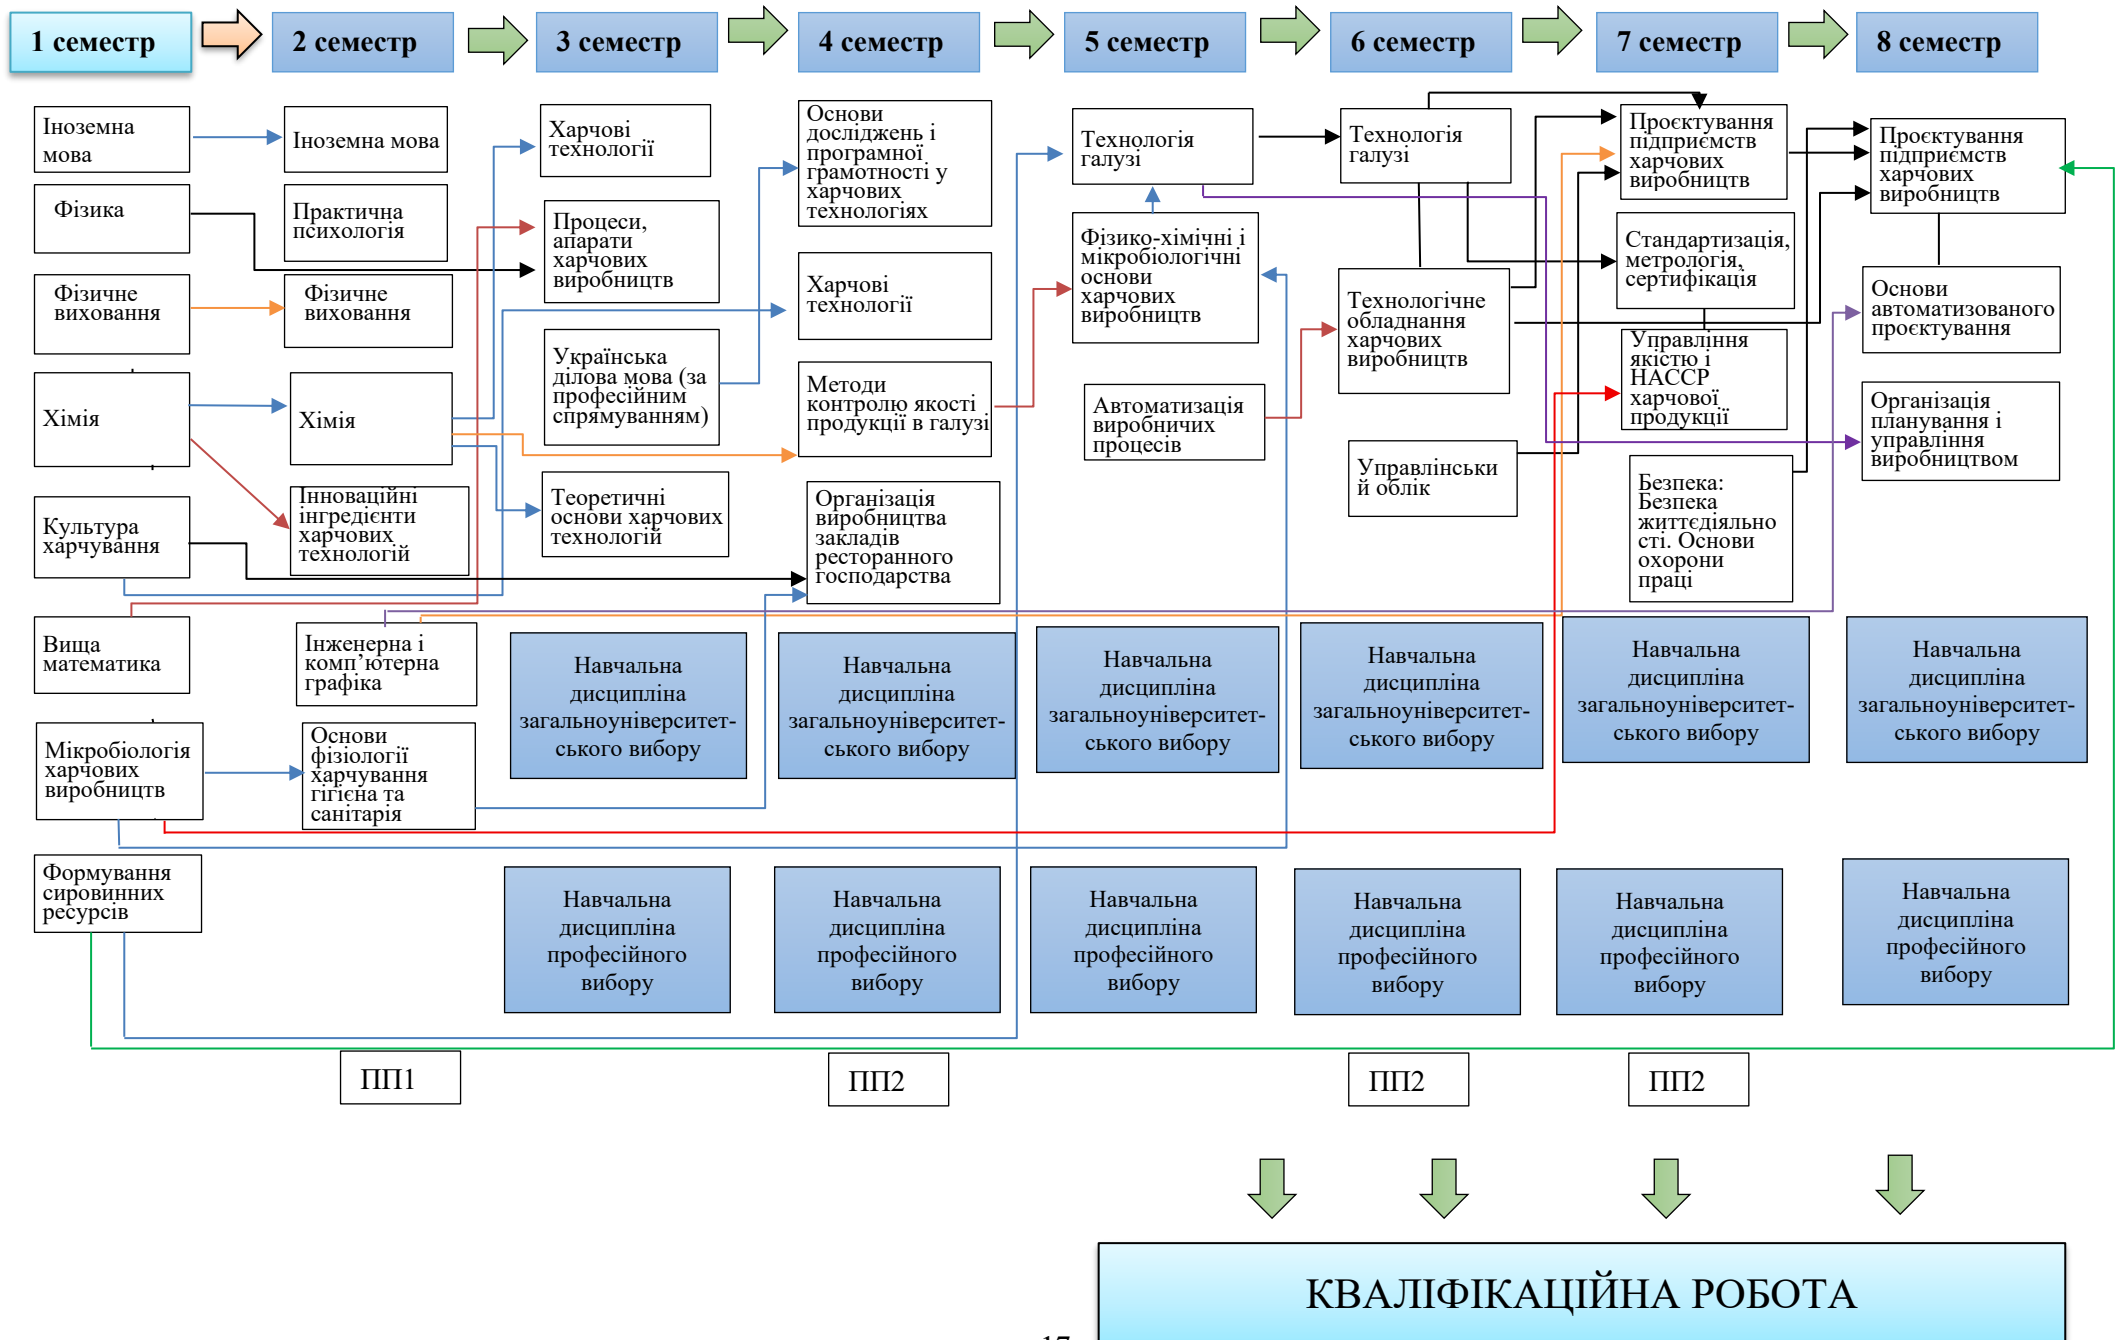 1 семестр
2 семестр
3 семестр
4 семестр
5 семестр
6 семестр
7 семестр
8 семестр
Іноземна
мова
Фізика
Фізичне
виховання
Хімія
Культура
харчування
Вища
математика
Мікробіологія
харчових
виробництв
Формування
сировинних
ресурсів
Іноземна мова
Практична
психологія
Фізичне
виховання
Хімія
Інноваційні
інгредієнти
харчових
технологій
Інженерна і
комп’ютерна
графіка
Основи
фізіології
харчування
гігієна та
санітарія
ПП1
Харчові
технології
Процеси,
апарати
харчових
виробництв
Українська
ділова мова (за
професійним
спрямуванням)
Теоретичні
основи харчових
технологій
Навчальна
дисципліна
загальноуніверситет-
ського вибору
Навчальна
дисципліна
професійного
вибору
Основи
досліджень і
програмної
грамотності у
харчових
технологіях
Харчові
технології
Методи
контролю якості
продукції в галузі
Організація
виробництва
закладів
ресторанного
господарства
Навчальна
дисципліна
загальноуніверситет-
ського вибору
Навчальна
дисципліна
професійного
вибору
ПП2
Технологія
галузі
Фізико-хімічні і
мікробіологічні
основи
харчових
виробництв
Автоматизація
виробничих
процесів
Навчальна
дисципліна
загальноуніверситет-
ського вибору
Навчальна
дисципліна
професійного
вибору
Технологія
галузі
Технологічне
обладнання
харчових
виробництв
Управлінськи
й облік
Навчальна
дисципліна
загальноуніверситет-
ського вибору
Навчальна
дисципліна
професійного
вибору
ПП2
Проєктування
підприємств
харчових
виробництв
Стандартизація,
метрологія,
сертифікація
Управління
якістю і
НАССР
харчової
продукції
Безпека:
Безпека
життєдіяльно
сті. Основи
охорони
праці
Навчальна
дисципліна
загальноуніверситет-
ського вибору
Навчальна
дисципліна
професійного
вибору
ПП2
Проєктування
підприємств
харчових
виробництв
Основи
автоматизованого
проєктування
Організація
планування і
управління
виробництвом
Навчальна
дисципліна
загальноуніверситет-
ського вибору
Навчальна
дисципліна
професійного
вибору
КВАЛІФІКАЦІЙНА РОБОТА
17